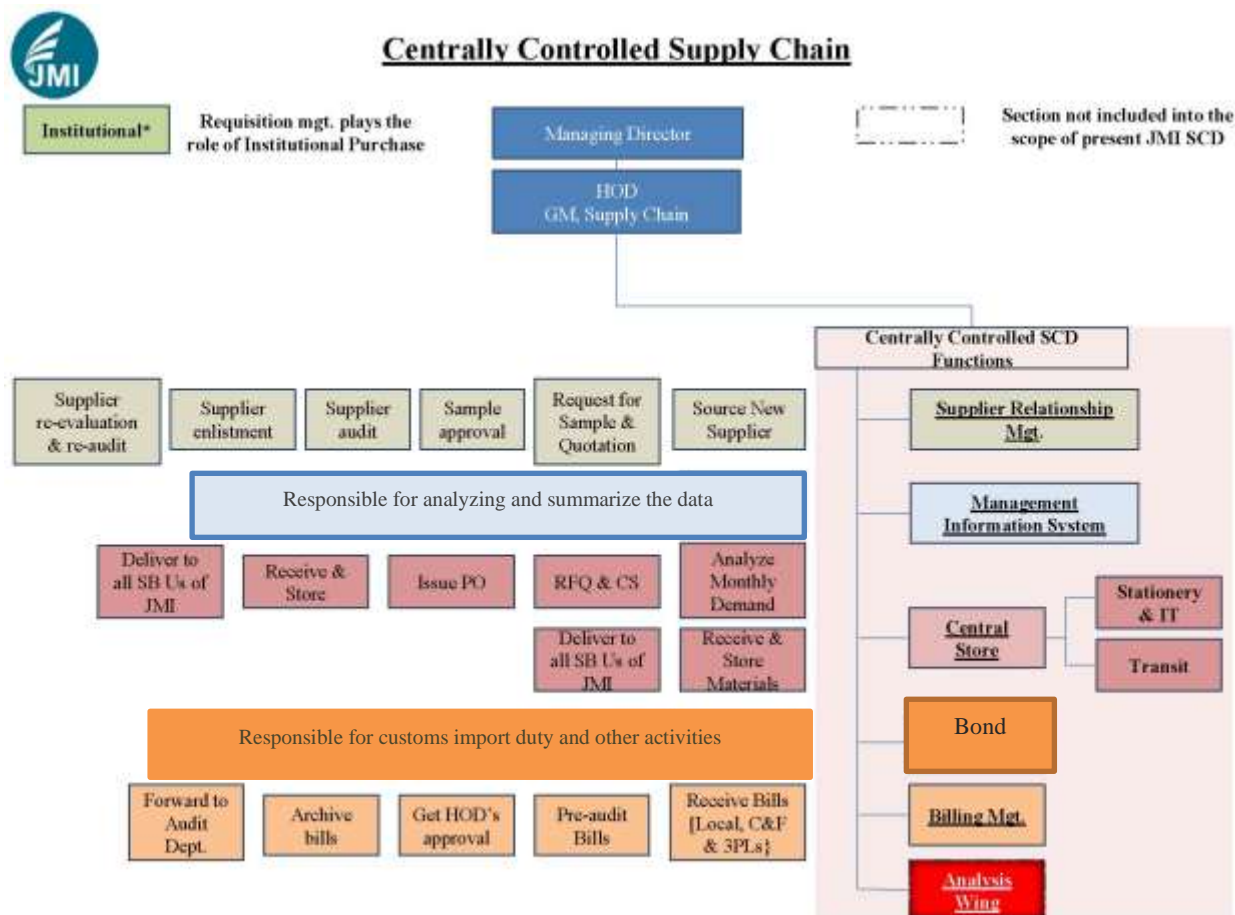 JMI
Centrally Controlled Supply Chain
Institutional*
Requisition mgt. plays the
role of Institutional Purchase
Managing Director
Section not included into the
scope of present JMI SCD
HOD
GM, Supply Chain
Centrally Controlled SCD
Functions
Supplier
re-evaluation
& re-audit
Supplier
enlistment
Supplier
audit
Sample
approval
Request for
Sample &
Quotation
Source New
Supplier
Supplier Relationship
Mgt.
Responsible for analyzing and summarize the data
Management
Information System
Deliver to
all SB Us of
JMI
Receive &
Store
Issue PO
RFQ & CS
Analyze
Monthly
Demand
Deliver to
all SB Us of
JMI
Receive &
Store
Materials
Central
Store
Stationery
& IT
Transit
Responsible for customs import duty and other activities
Bond
Forward to
Audit
Dept.
Archive
bills
Get HOD's
approval
Pre-audit
Bills
Receive Bills
[Local, C&F
& 3PLs}
Billing Mgt.
Analysis
Wing